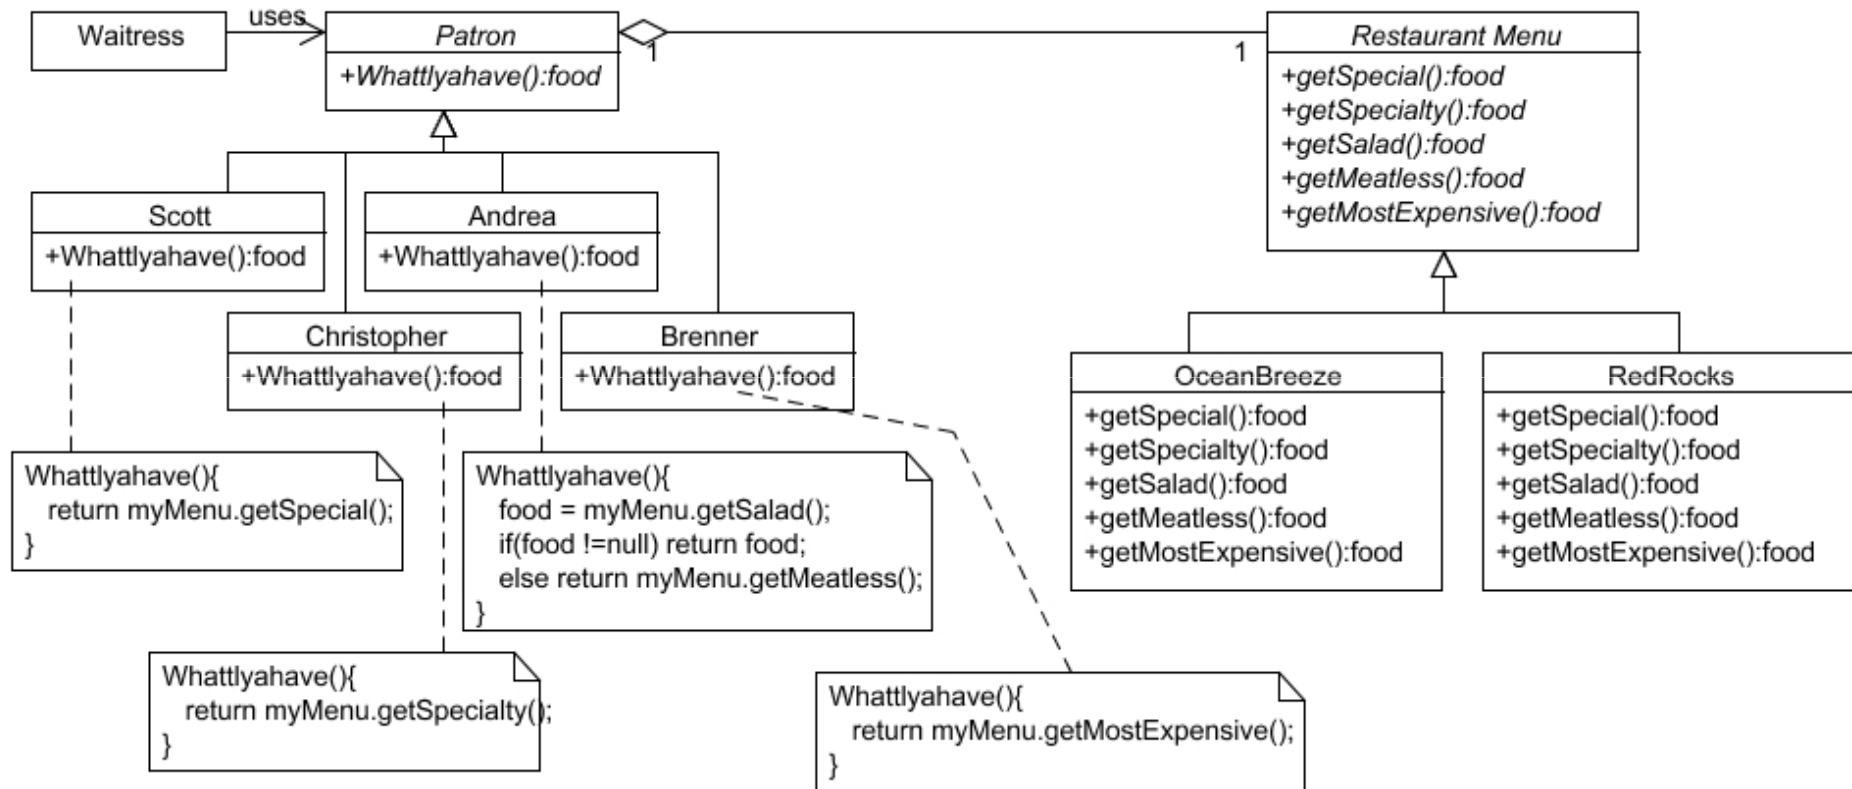 Waitress
uses
Patron
+Whattlyahave():food
1
1
Restaurant Menu
+getSpecial():food
+getSpecialty():food
+getSalad():food
+getMeatless():food
+getMostExpensive():food
Scott
+Whattlyahave():food
Andrea
+Whattlyahave():food
Christopher
+Whattlyahave():food
Brenner
+Whattlyahave():food
OceanBreeze
+getSpecial():food
+getSpecialty():food
+getSalad():food
+getMeatless():food
+getMostExpensive():food
RedRocks
+getSpecial():food
+getSpecialty():food
+getSalad():food
+getMeatless():food
+getMostExpensive():food
Whattlyahave(){
return myMenu.getSpecial();
}
Whattlyahave(){
food = myMenu.getSalad();
if(food !=null) return food;
else return myMenu.getMeatless();
}
Whattlyahave(){
return myMenu.getSpecialty();
}
Whattlyahave(){
return myMenu.getMostExpensive();
}